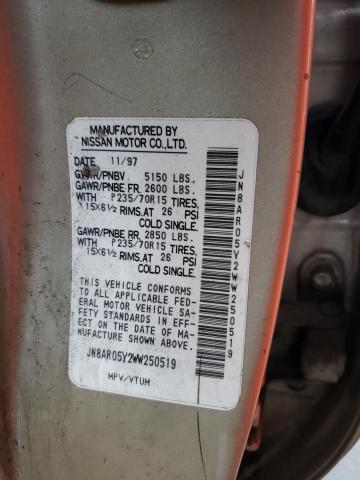 MANUFACTURED BY
NISSAN MOTOR CO.,LTD.
DATE 11/97
GVWR/PNBV 5150 LBS.
GAWR/PNBE FR. 2600 LBS.
WITH P235/70R15 TIRES,
15X6½ RIMS.AT 26 PSI
COLD SINGLE.
GAWR/PNBE RR. 2850 LBS.
WITH P235/70R15 TIRES,
15X6½ RIMS.AT 26 PSI
COLD SINGLE.
THIS VEHICLE CONFORMS
TO ALL APPLICABLE FED-
ERAL MOTOR VEHICLE SA-
FETY STANDARDS IN EFF-
ECT ON THE DATE OF MA-
NUFACTURE SHOWN ABOVE.
JN8AR05Y2WW250519
MPV/VTUM
JN8AR05Y2WW250519